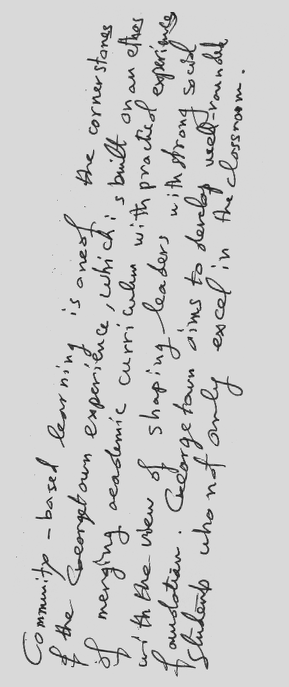 Community-based learning is one of the cornerstones
of the Georgetown experience, which is built on an ethos
of merging academic curriculum with practical experience
with the view of shaping leaders with strong social
foundation. Georgetown aims to develop well-rounded
students who not only excel in the classroom.